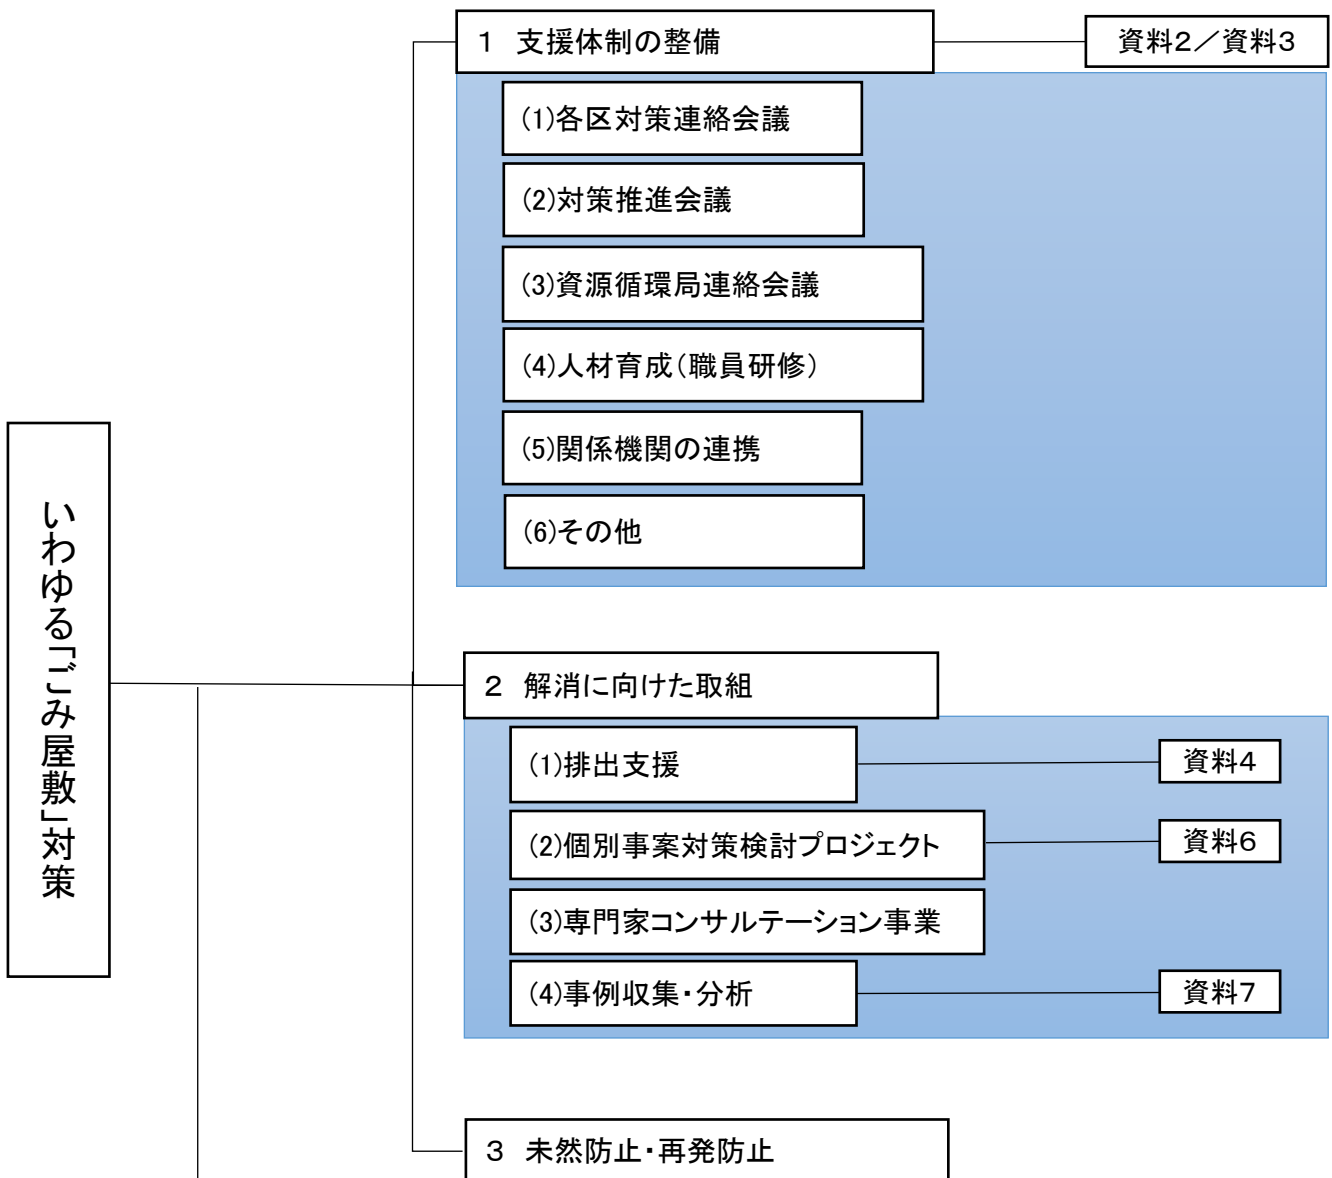 いわゆる「ごみ屋敷」対策
１　支援体制の整備
資料２／資料３
(1)各区対策連絡会議
(2)対策推進会議
(3)資源循環局連絡会議
(4)人材育成（職員研修）
(5)関係機関の連携
(6)その他
２　解消に向けた取組
(1)排出支援
資料４
(2)個別事案対策検討プロジェクト
資料６
(3)専門家コンサルテーション事業
(4)事例収集・分析
資料７
３　未然防止・再発防止